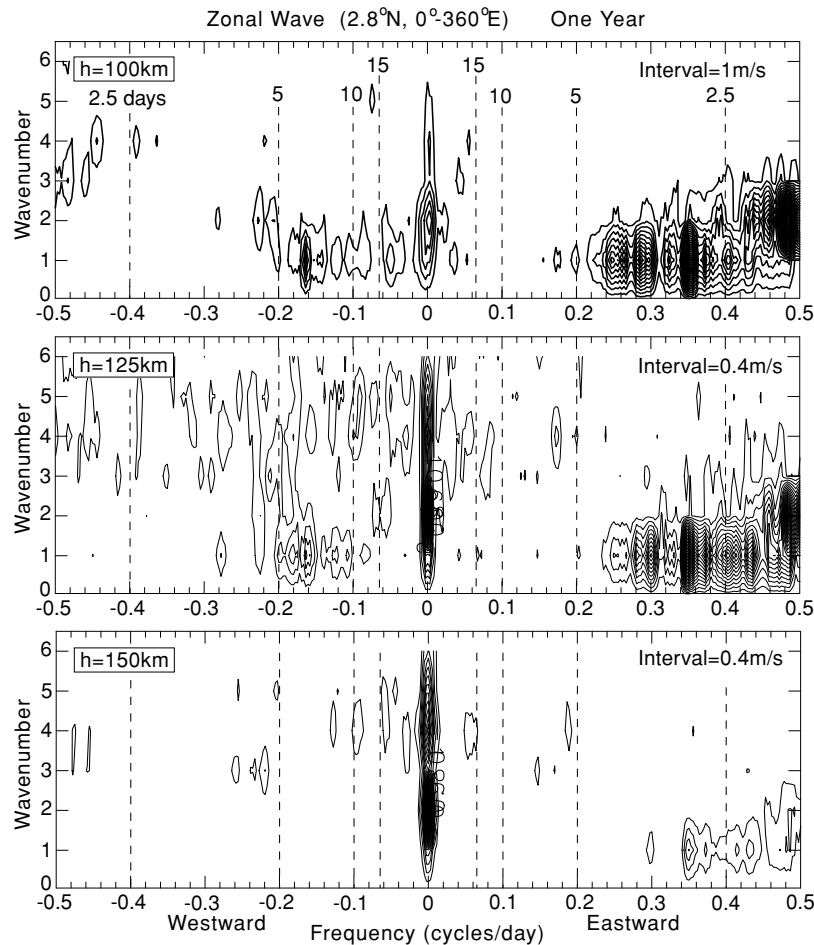 Zonal Wave (2.8°N, 0°-360°E) One Year
h=100km
Interval=1m/s
15 15
2.5 days 5 10 10 5 2.5
Wavenumber
6
5
4
3
2
1
0
-0.5 -0.4 -0.3 -0.2 -0.1 0 0.1 0.2 0.3 0.4 0.5
h=125km
Interval=0.4m/s
Wavenumber
6
5
4
3
2
1
0
-0.5 -0.4 -0.3 -0.2 -0.1 0 0.1 0.2 0.3 0.4 0.5
h=150km
Interval=0.4m/s
Wavenumber
6
5
4
3
2
1
0
-0.5 -0.4 -0.3 -0.2 -0.1 0 0.1 0.2 0.3 0.4 0.5
Westward Frequency (cycles/day) Eastward